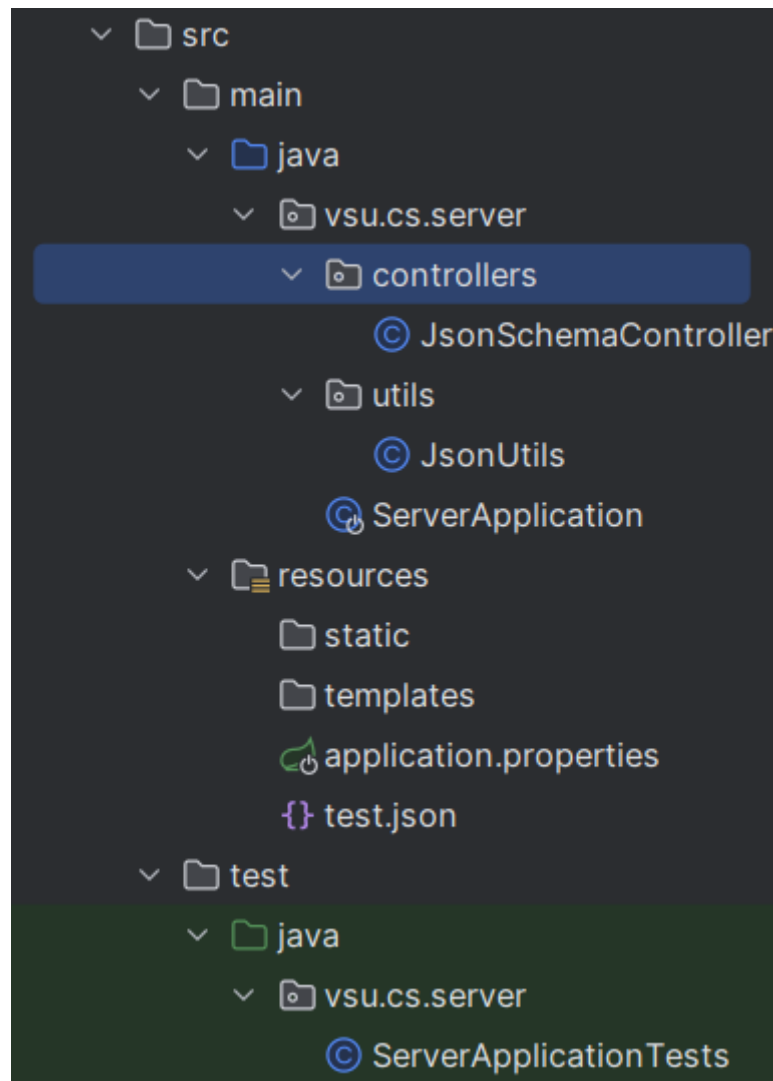 src
main
java
vsu.cs.server
controllers
JsonSchemaController
utils
JsonUtils
ServerApplication
resources
static
templates
application.properties
test.json
test
java
vsu.cs.server
ServerApplicationTests